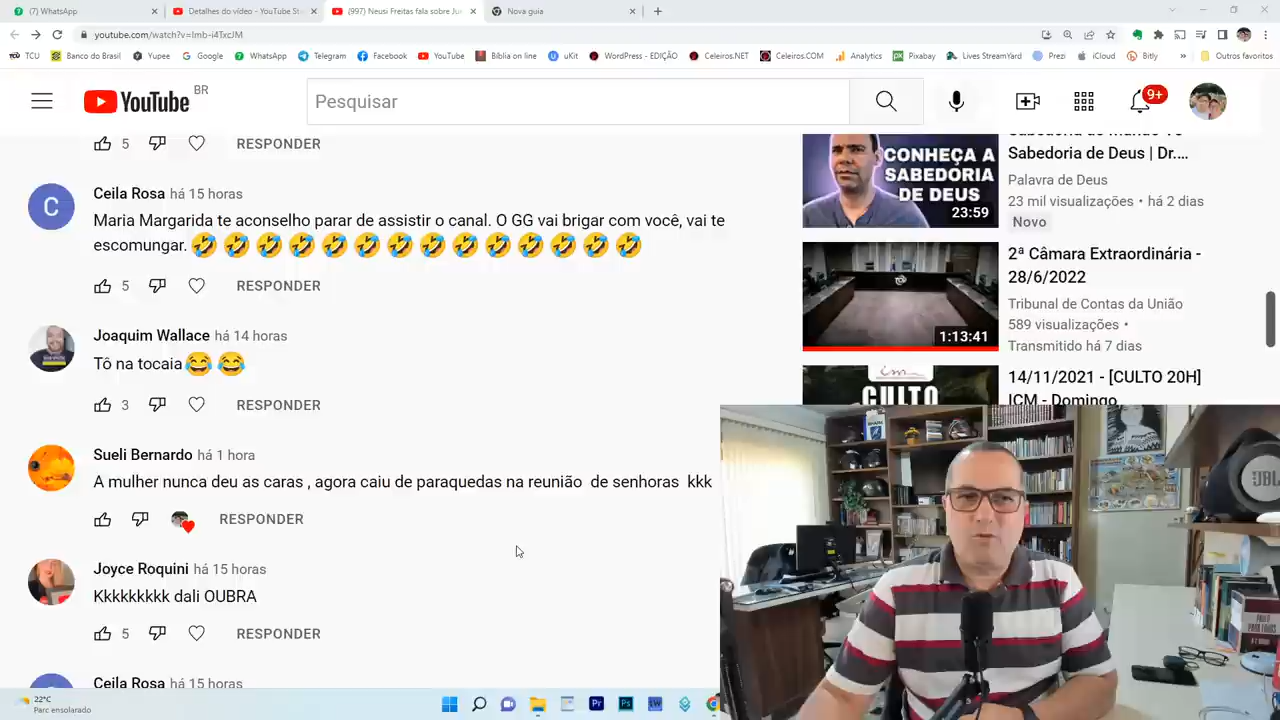 (7) WhatsApp
Detalhes do vídeo - YouTube Stu
(997) Neusi Freitas fala sobre Ju
Nova guia
youtube.com/watch?v=Imb-i4TxcJM
TCU
Banco do Brasil
Yupee
Google
WhatsApp
Telegram
Facebook
YouTube
Bíblia on line
uKit
WordPress - EDIÇÃO
Celeiros.NET
Celeiros.COM
Analytics
Pixabay
Lives StreamYard
Prezi
iCloud
Bitly
»
Outros favoritos
YouTube BR
Pesquisar
9+
5 RESPONDER
Ceila Rosa há 15 horas
Maria Margarida te aconselho parar de assistir o canal. O GG vai brigar com você, vai te
escomungar. 🤣 🤣 🤣 🤣 🤣 🤣 🤣 🤣 🤣 🤣 🤣 🤣 🤣 🤣
5 RESPONDER
Joaquim Wallace há 14 horas
Tô na tocaia 😂 😂
3 RESPONDER
Sueli Bernardo há 1 hora
A mulher nunca deu as caras , agora caiu de paraquedas na reunião de senhoras kkk
RESPONDER
Joyce Roquini há 15 horas
Kkkkkkkkk dali OUBRA
5 RESPONDER
Ceila Rosa há 15 horas
C
CONHEÇA A
SABEDORIA
DE DEUS
23:59
Sabedoria de Deus | Dr....
Palavra de Deus
23 mil visualizações • há 2 dias
Novo
1:13:41
2ª Câmara Extraordinária -
28/6/2022
Tribunal de Contas da União
589 visualizações •
Transmitido há 7 dias
CULTO
14/11/2021 - [CULTO 20H]
ICM - Domingo
JBL
22°C
Parc ensolarado
Pr
Ps